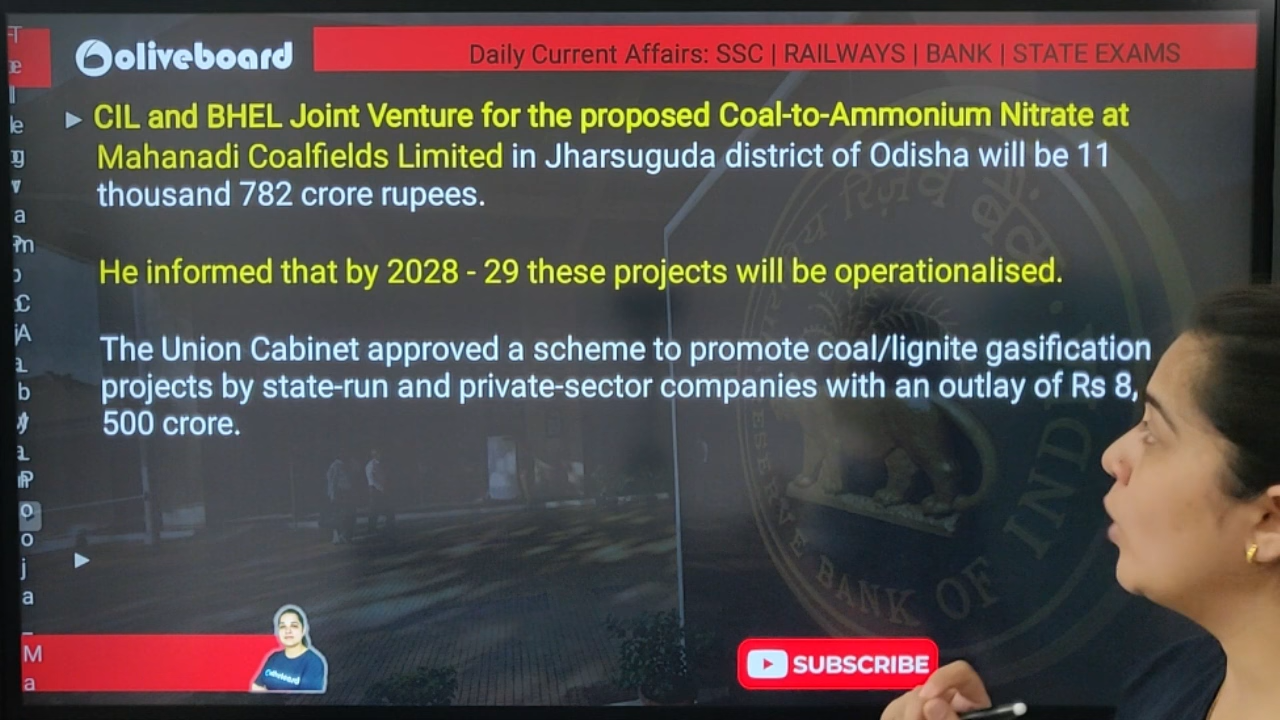 oliveboard
Daily Current Affairs: SSC | RAILWAYS | BANK | STATE EXAMS
CIL and BHEL Joint Venture for the proposed Coal-to-Ammonium Nitrate at
Mahanadi Coalfields Limited in Jharsuguda district of Odisha will be 11
thousand 782 crore rupees.
He informed that by 2028 - 29 these projects will be operationalised.
The Union Cabinet approved a scheme to promote coal/lignite gasification
projects by state-run and private-sector companies with an outlay of Rs 8,
500 crore.
BANK OF INDI
SUBSCRIBE